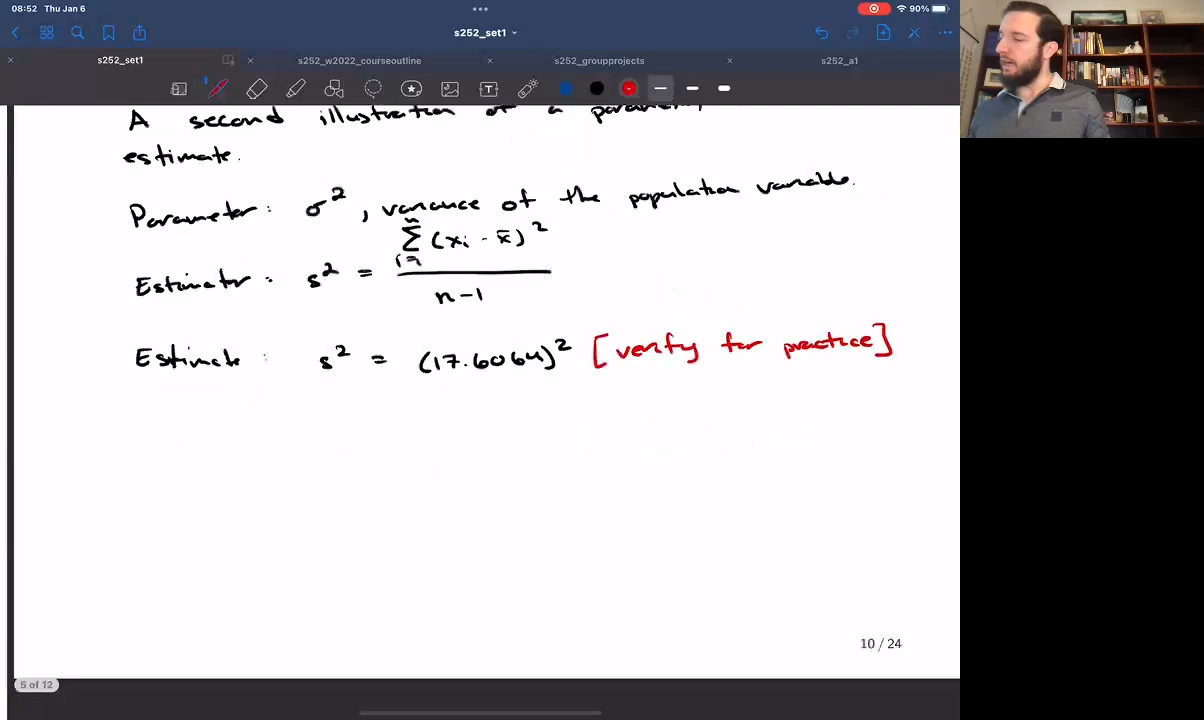 08:52 Thu Jan 6
90%
s252_set1
s252_set1
s252_w2022_courseoutline
s252_groupprojects
s252_a1
A second illustration of a
estimate.
Parameter: σ², variance of the population variable.
Estimator: s² = Σⁿᵢ₌ (xᵢ - x̄)² / n-1
Estimate: s² = (17.6064)² [verify for practice]
10 / 24
5 of 12